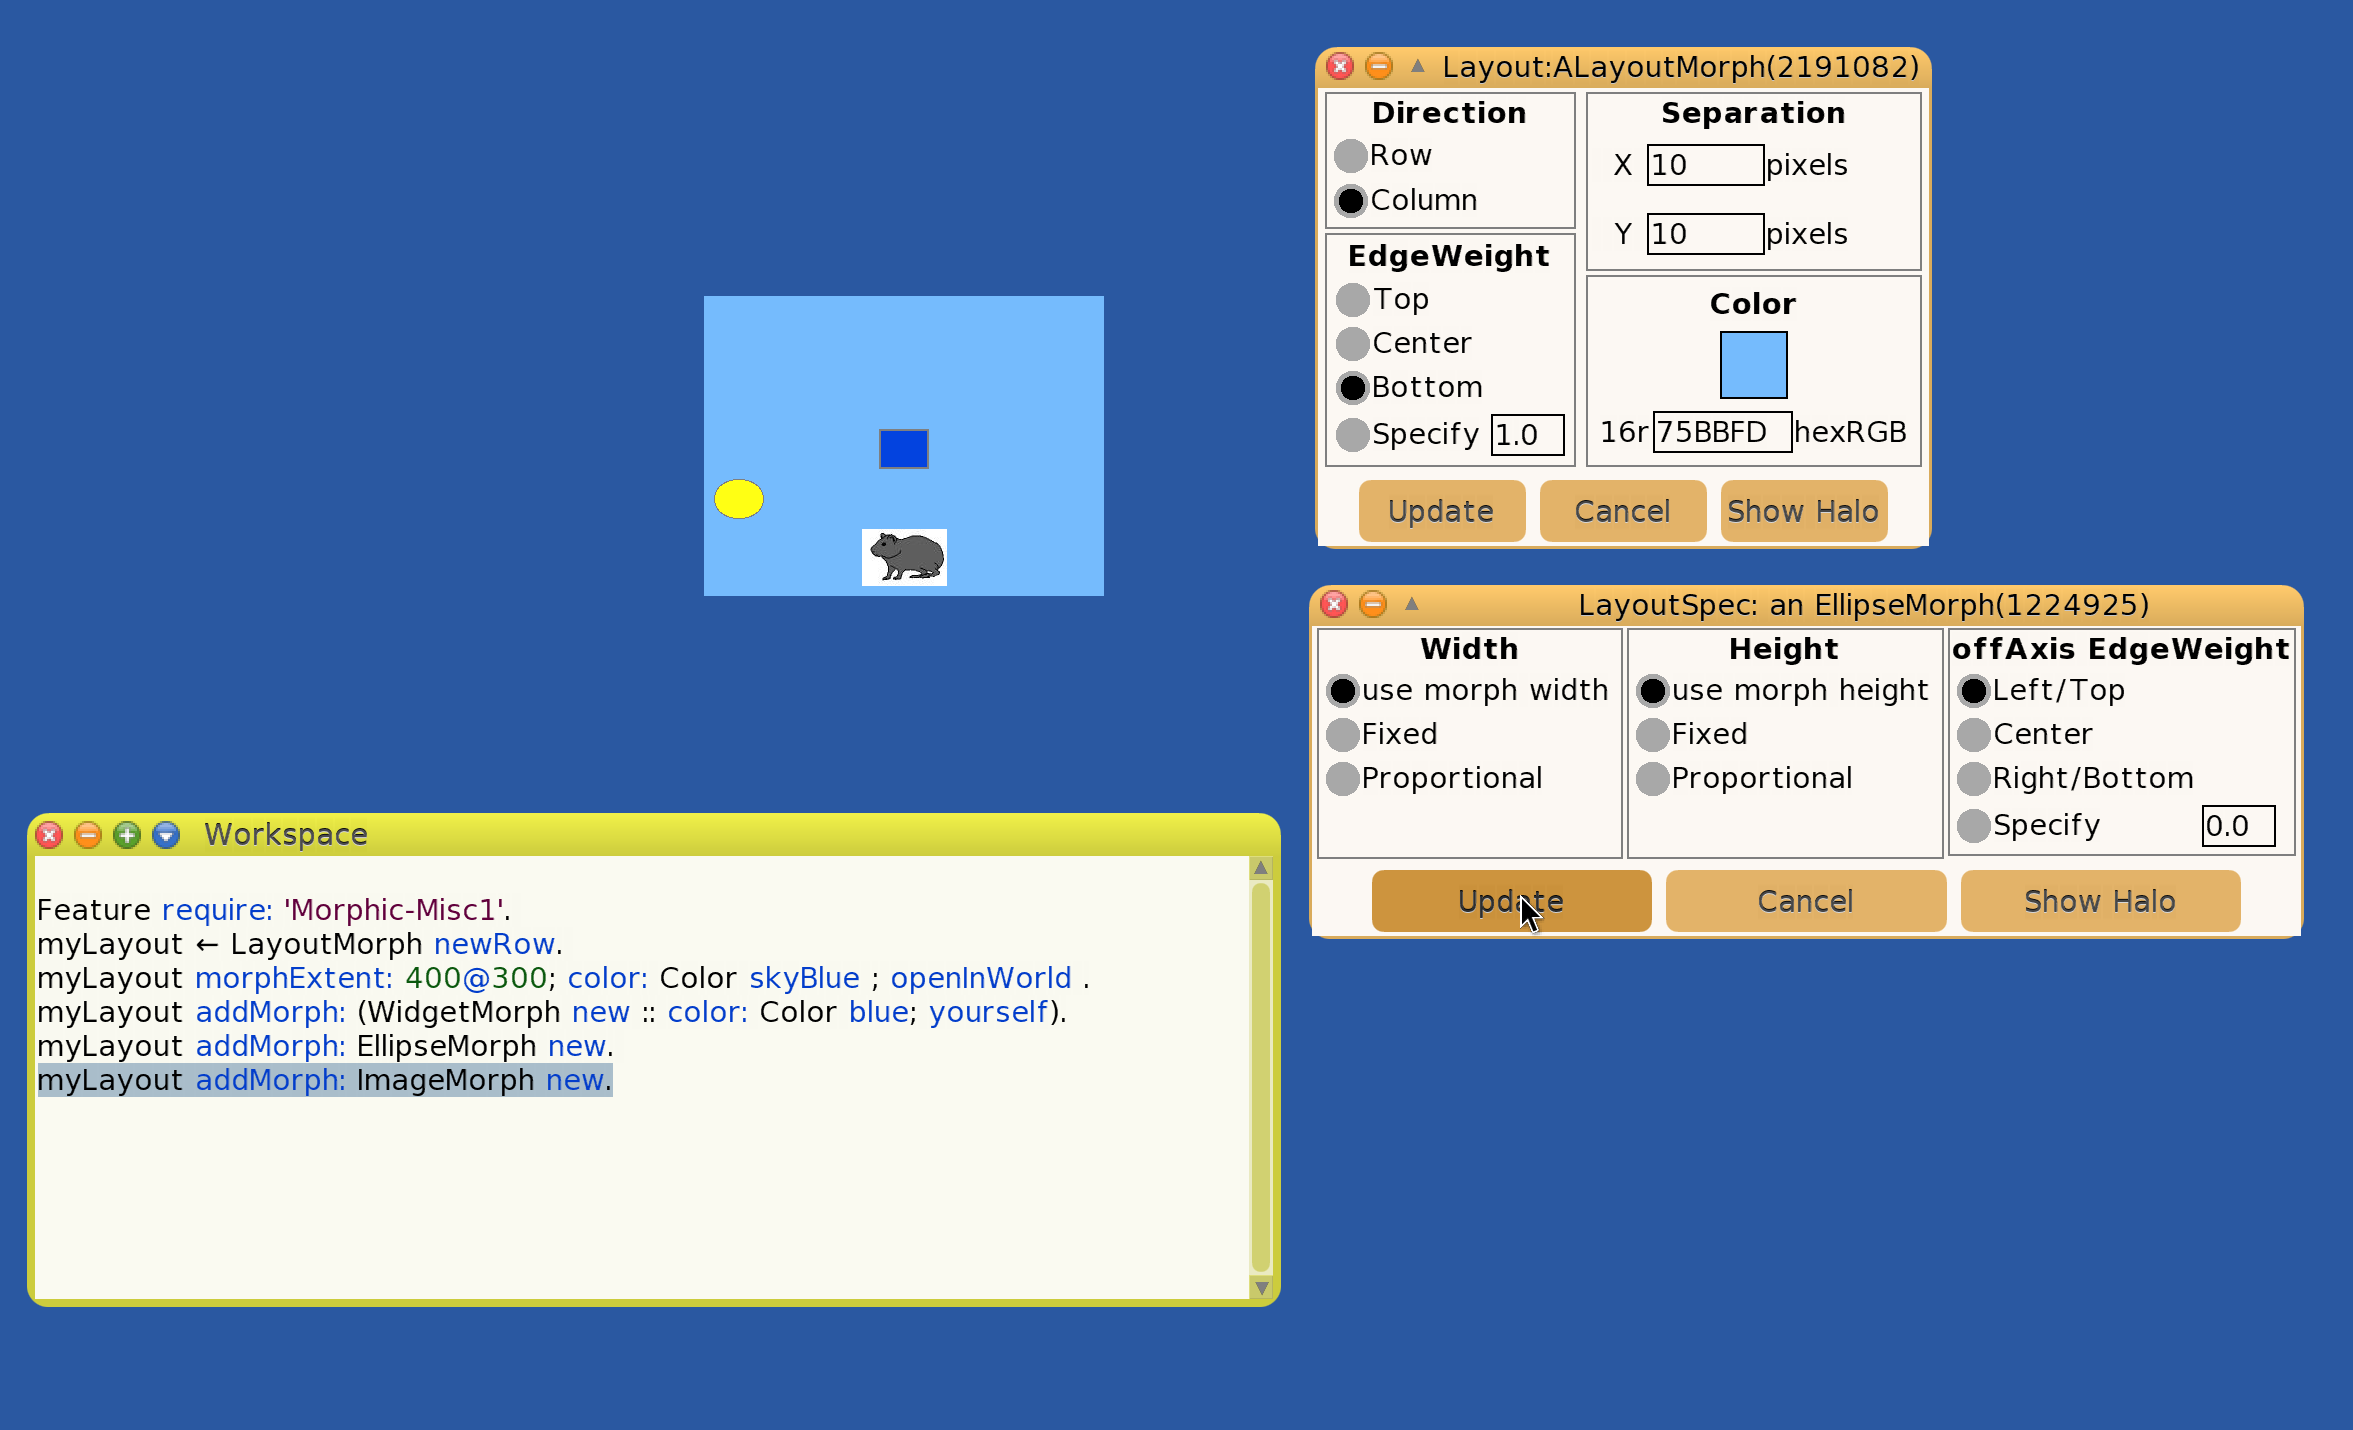 Layout:ALayoutMorph(2191082)
Direction
Row
Column
Separation
X 10 pixels
Y 10 pixels
EdgeWeight
Top
Center
Bottom
Specify 1.0
Color
16r 75BBFD hexRGB
Update Cancel Show Halo
LayoutSpec: an EllipseMorph(1224925)
Width
use morph width
Fixed
Proportional
Height
use morph height
Fixed
Proportional
offAxis EdgeWeight
Left/Top
Center
Right/Bottom
Specify 0.0
Update Cancel Show Halo
Workspace
Feature require: 'Morphic-Misc1'.
myLayout ← LayoutMorph newRow.
myLayout morphExtent: 400@300; color: Color skyBlue ; openInWorld .
myLayout addMorph: (WidgetMorph new :: color: Color blue; yourself).
myLayout addMorph: EllipseMorph new.
myLayout addMorph: ImageMorph new.